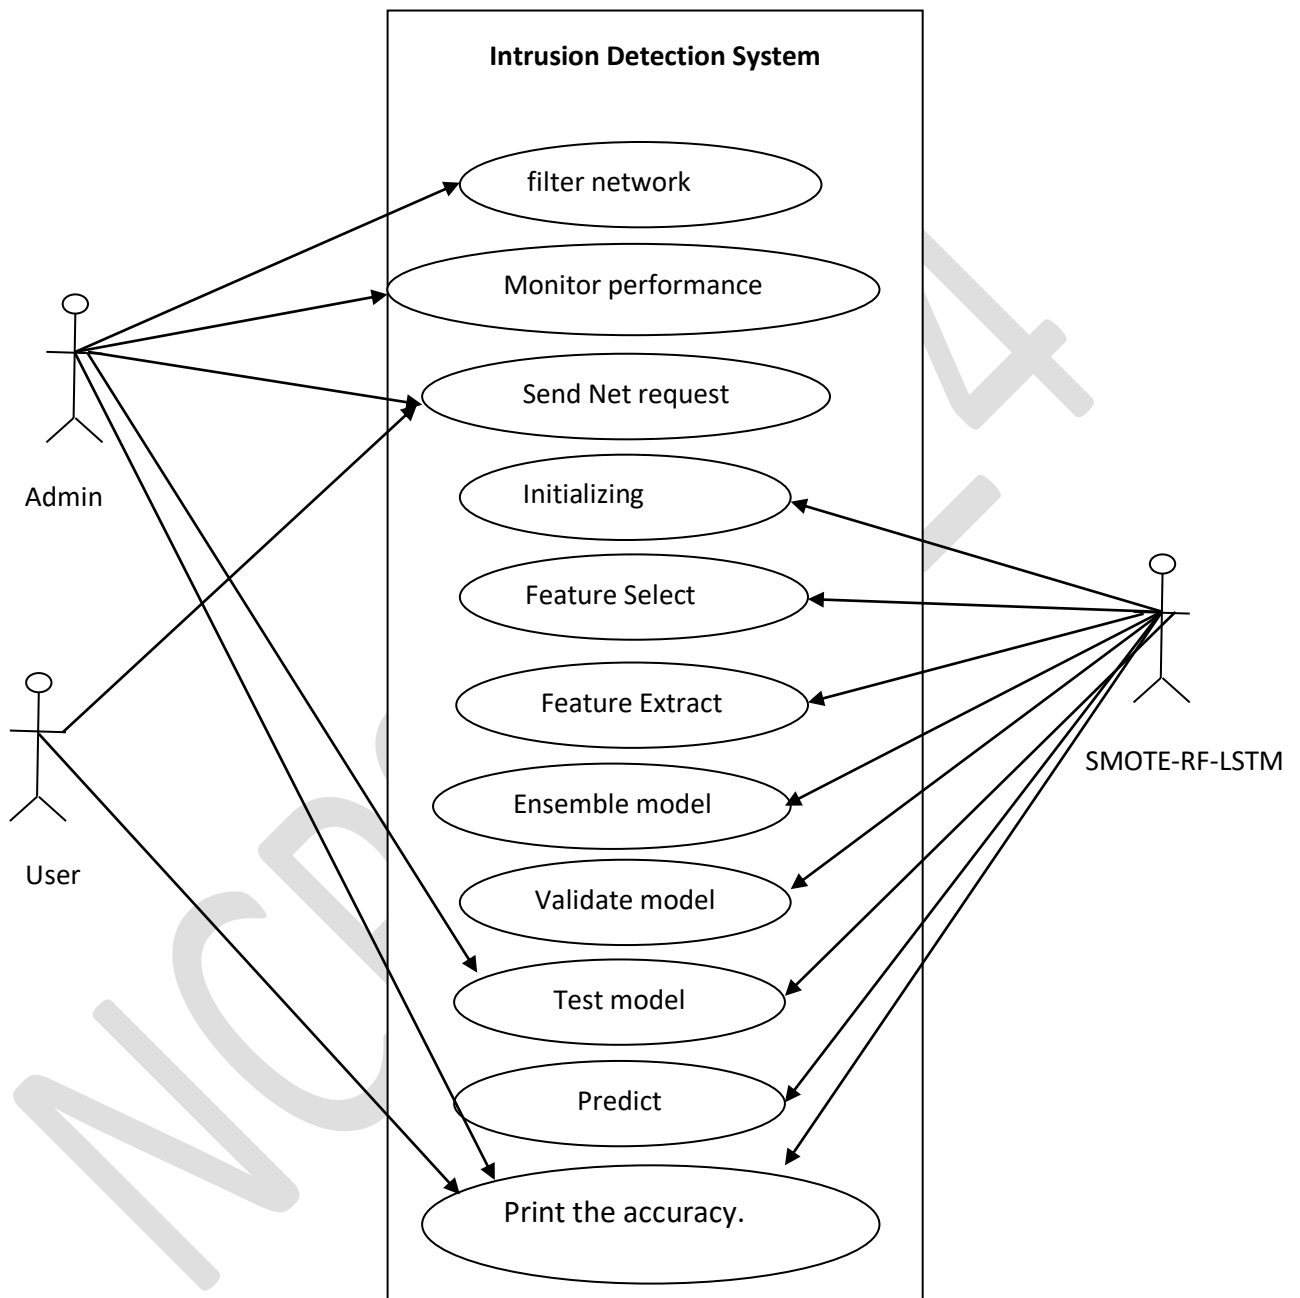 Intrusion Detection System
filter network
Monitor performance
Send Net request
Admin
Initializing
Feature Select
Feature Extract
SMOTE-RF-LSTM
Ensemble model
User
Validate model
Test model
Predict
Print the accuracy.